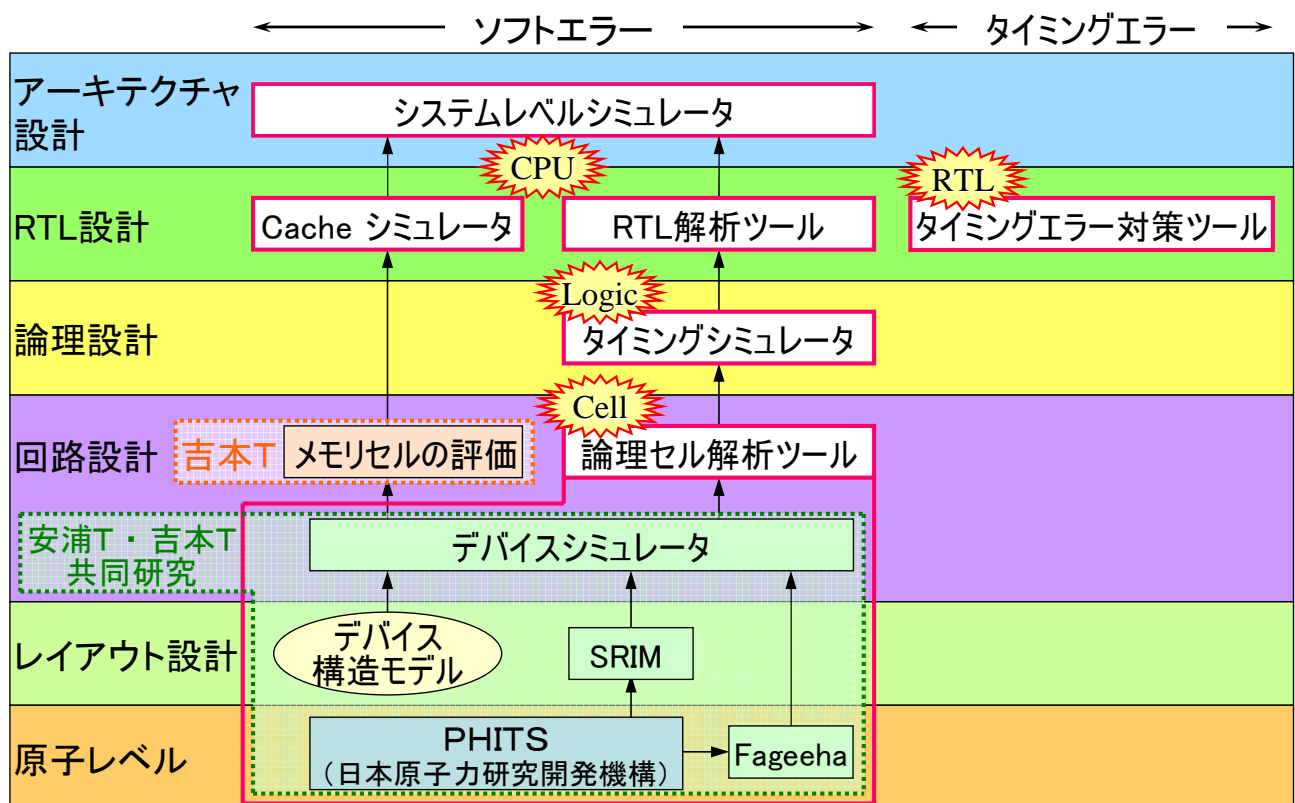 ソフトエラー
タイミングエラー
アーキテクチャ
設計
システムレベルシミュレータ
CPU
RTL
RTL設計
Cache シミュレータ
RTL解析ツール
タイミングエラー対策ツール
Logic
論理設計
タイミングシミュレータ
Cell
回路設計
吉本T
メモリセルの評価
論理セル解析ツール
安浦T・吉本T
共同研究
デバイスシミュレータ
レイアウト設計
デバイス
構造モデル
SRIM
原子レベル
PHITS
（日本原子力研究開発機構）
Fageeha